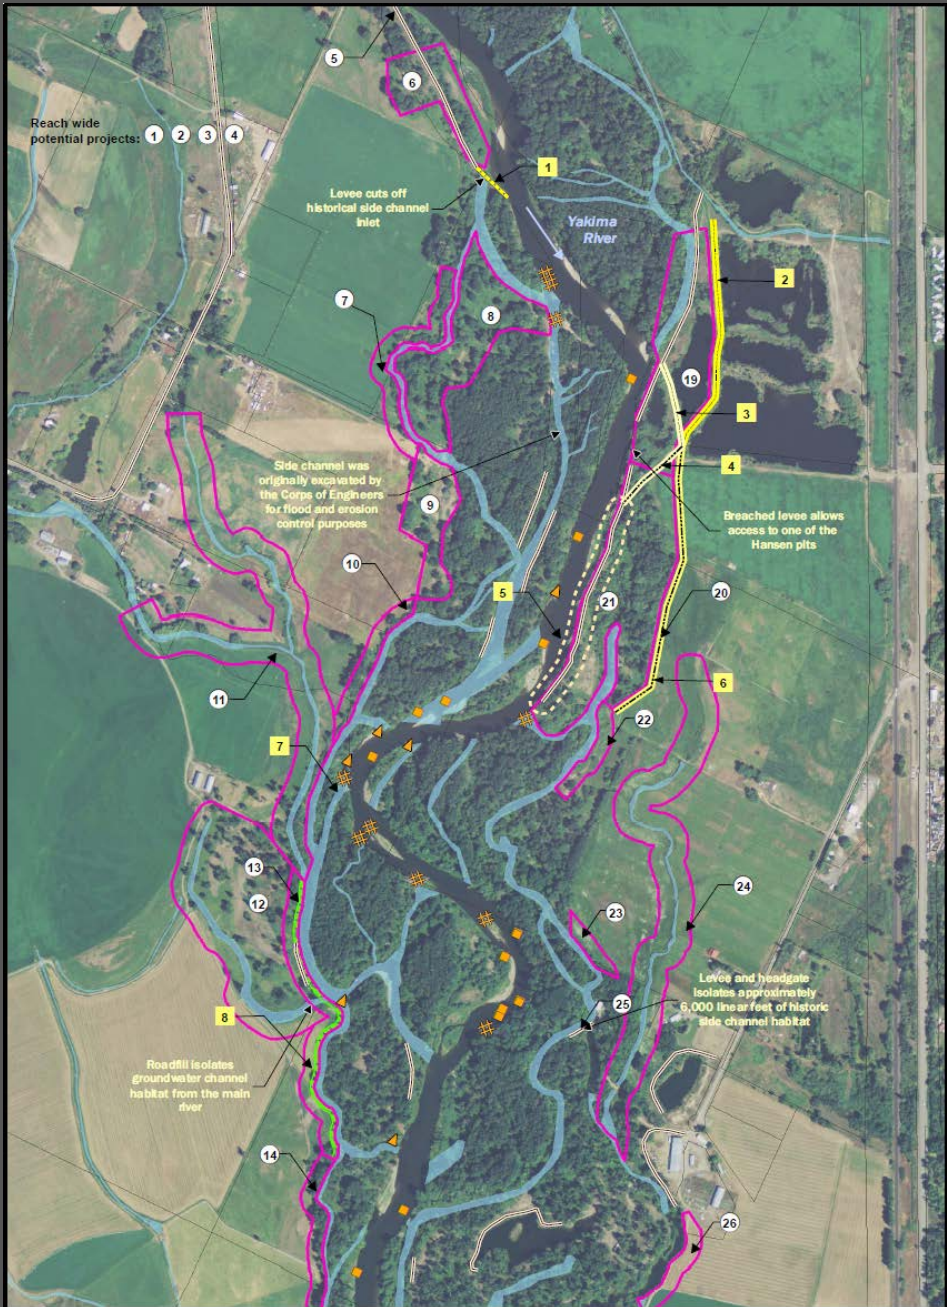 5
6
Reach wide
potential projects: 1 2 3 4
1
Levee cuts off
historical side channel
inlet
Yakima
River
2
7
8
19
3
4
Side channel was
originally excavated by
the Corps of Engineers
for flood and erosion
control purposes
9
Breached levee allows
access to one of the
Hansen pits
10
5
21
20
11
6
22
7
13
12
24
23
Levee and headgate
isolates approximately
6,000 linear feet of historic
side channel habitat
25
8
Roadfill isolates
groundwater channel
habitat from the main
river
14
26